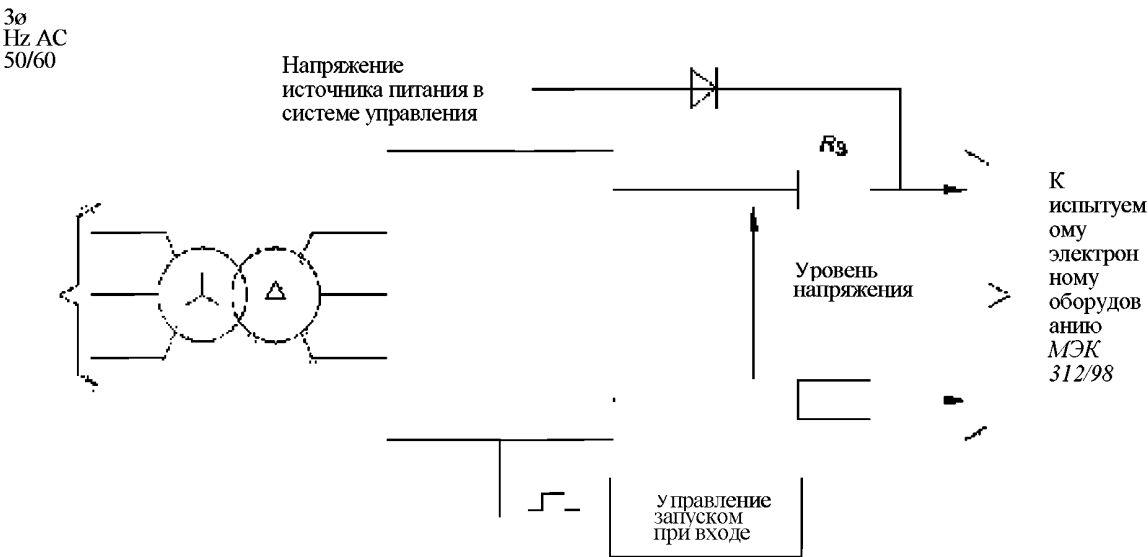 3ø
Hz AC
50/60
Напряжение
источника питания в
системе управления
R9
К
испытуем
ому
электрон
ному
оборудов
анию
МЭК
312/98
Уровень
напряжения
Управление
запуском
при входе